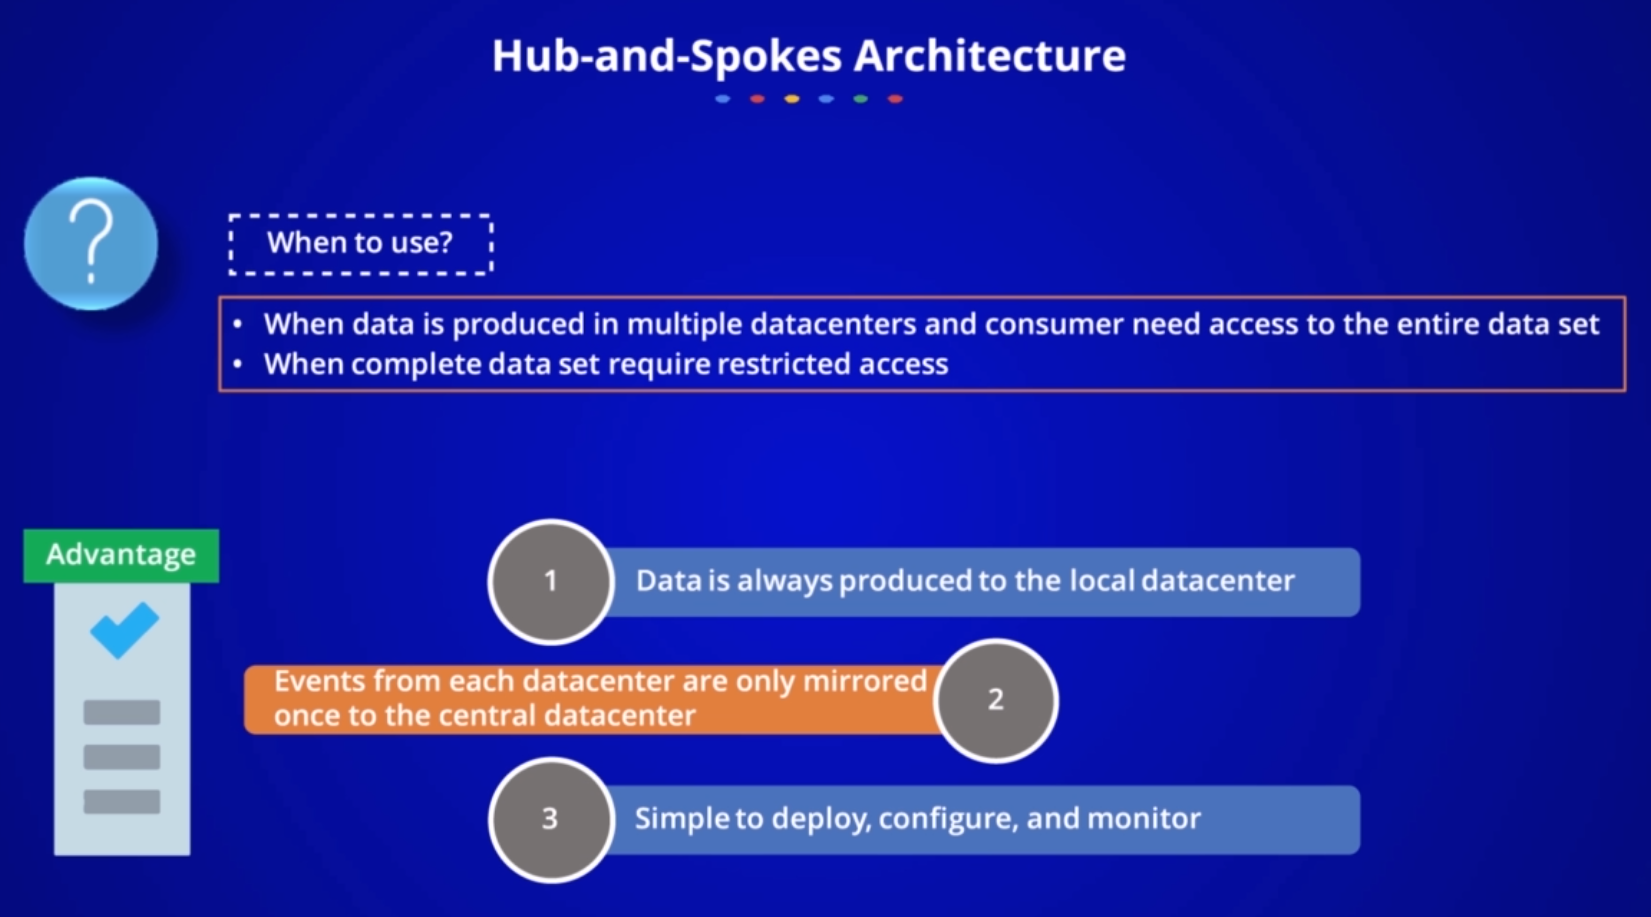 Hub-and-Spokes Architecture
When to use?
• When data is produced in multiple datacenters and consumer need access to the entire data set
• When complete data set require restricted access
Advantage
1
Data is always produced to the local datacenter
Events from each datacenter are only mirrored
once to the central datacenter
2
3
Simple to deploy, configure, and monitor